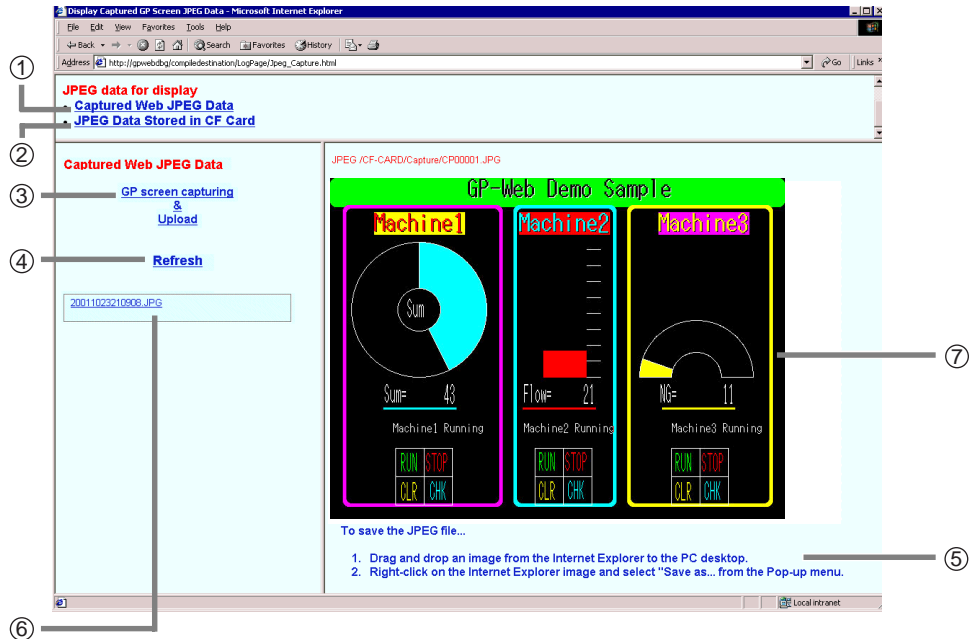 Display Captured GP Screen JPEG Data - Microsoft Internet Explorer
File Edit View Favorites Tools Help
Back Search Favorites History
Address http://gpwebdbg/compiledestination/LogPage/Jpeg_Capture.html Go Links »
①
JPEG data for display
• Captured Web JPEG Data
• JPEG Data Stored in CF Card
②
Captured Web JPEG Data
③
GP screen capturing
&
Upload
④
Refresh
20011023210908.JPG
JPEG /CF-CARD/Capture/CP00001.JPG
GP-Web Demo Sample
Machine1 Machine2 Machine3
Sum
⑦
Sum= 43 Flow= 21 NG= 11
Machine1 Running Machine2 Running Machine3 Running
RUN STOP RUN STOP RUN STOP
CLR CHK CLR CHK CLR CHK
To save the JPEG file...
1. Drag and drop an image from the Internet Explorer to the PC desktop.
⑤
2. Right-click on the Internet Explorer image and select "Save as... from the Pop-up menu.
Local intranet
⑥